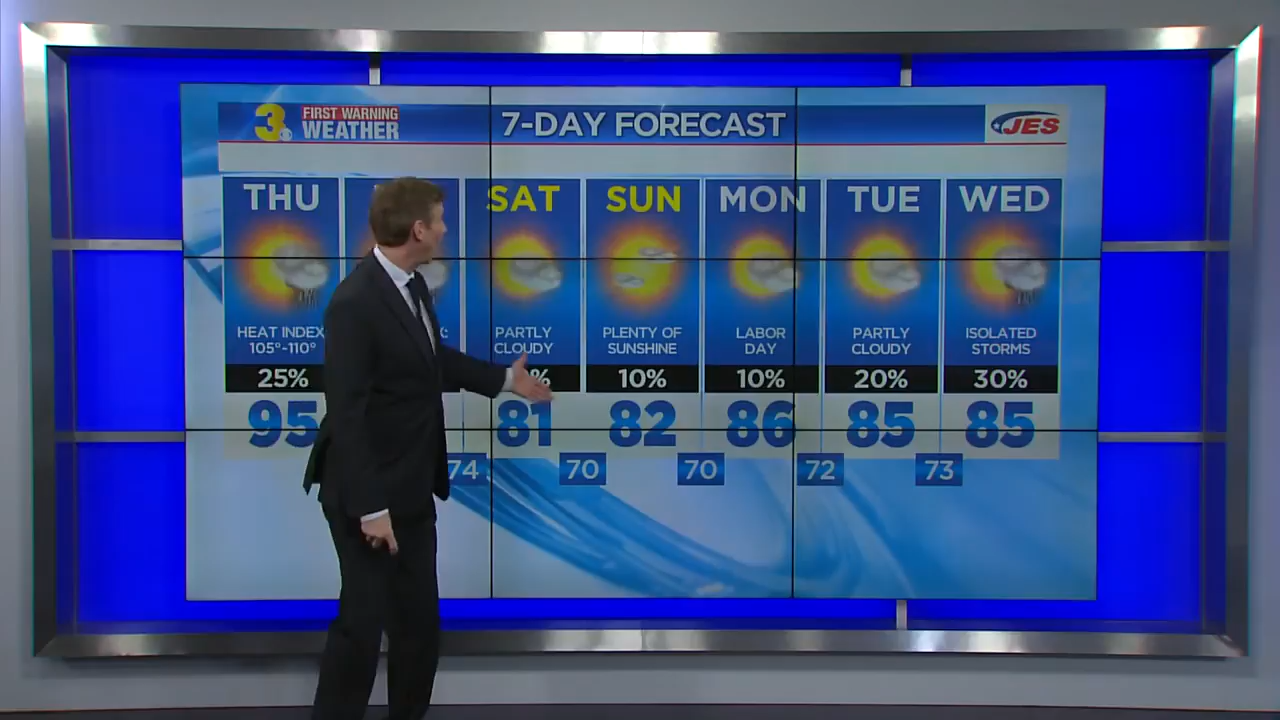 3
FIRST WARNING
WEATHER
7-DAY FORECAST
JES
THU
HEAT INDEX
105°-110°
25%
95
74
SAT
PARTLY
CLOUDY
%
81
70
SUN
PLENTY OF
SUNSHINE
10%
82
70
MON
LABOR
DAY
10%
86
72
TUE
PARTLY
CLOUDY
20%
85
73
WED
ISOLATED
STORMS
30%
85